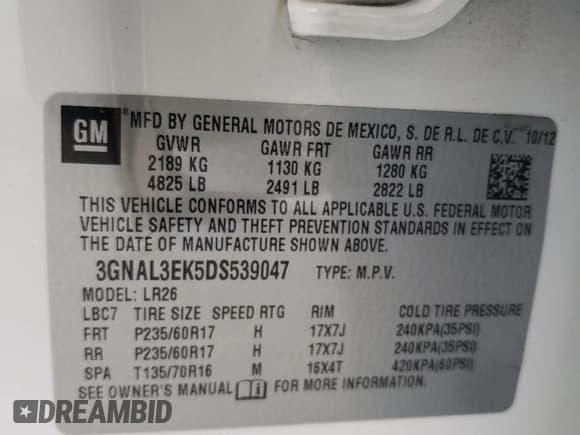 GM
*MFD BY GENERAL MOTORS DE MEXICO, S. DE R.L. DE C.V. 10/12
GVWR GAWR FRT GAWR RR
2189 KG 1130 KG 1280 KG
4825 LB 2491 LB 2822 LB
THIS VEHICLE CONFORMS TO ALL APPLICABLE U.S. FEDERAL MOTOR
VEHICLE SAFETY AND THEFT PREVENTION STANDARDS IN EFFECT ON
THE DATE OF MANUFACTURE SHOWN ABOVE.
3GNAL3EK5DS539047 TYPE: M.P.V.
MODEL: LR26
LBC7 TIRE SIZE SPEED RTG RIM COLD TIRE PRESSURE
FRT P235/60R17 H 17X7J 240KPA(35PSI)
RR P235/60R17 H 17X7J 240KPA(35PSI)
SPA T135/70R16 M 16X4T 420KPA(60PSI)
SEE OWNER'S MANUAL FOR MORE INFORMATION.
DREAMBID